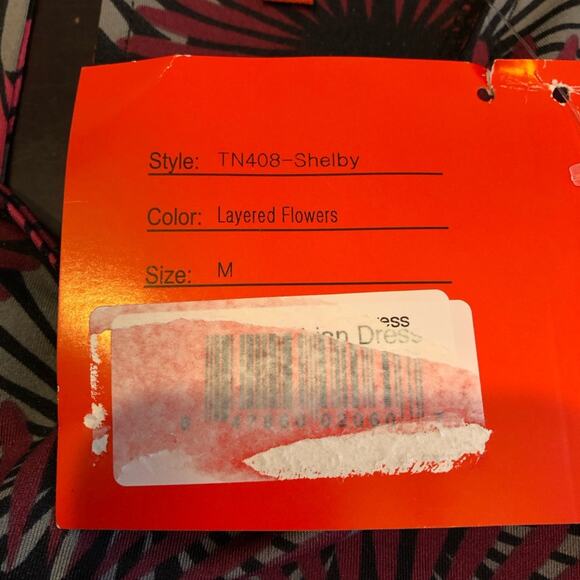 Style: TN408-Shelby
Color: Layered Flowers
Size: M
Dress